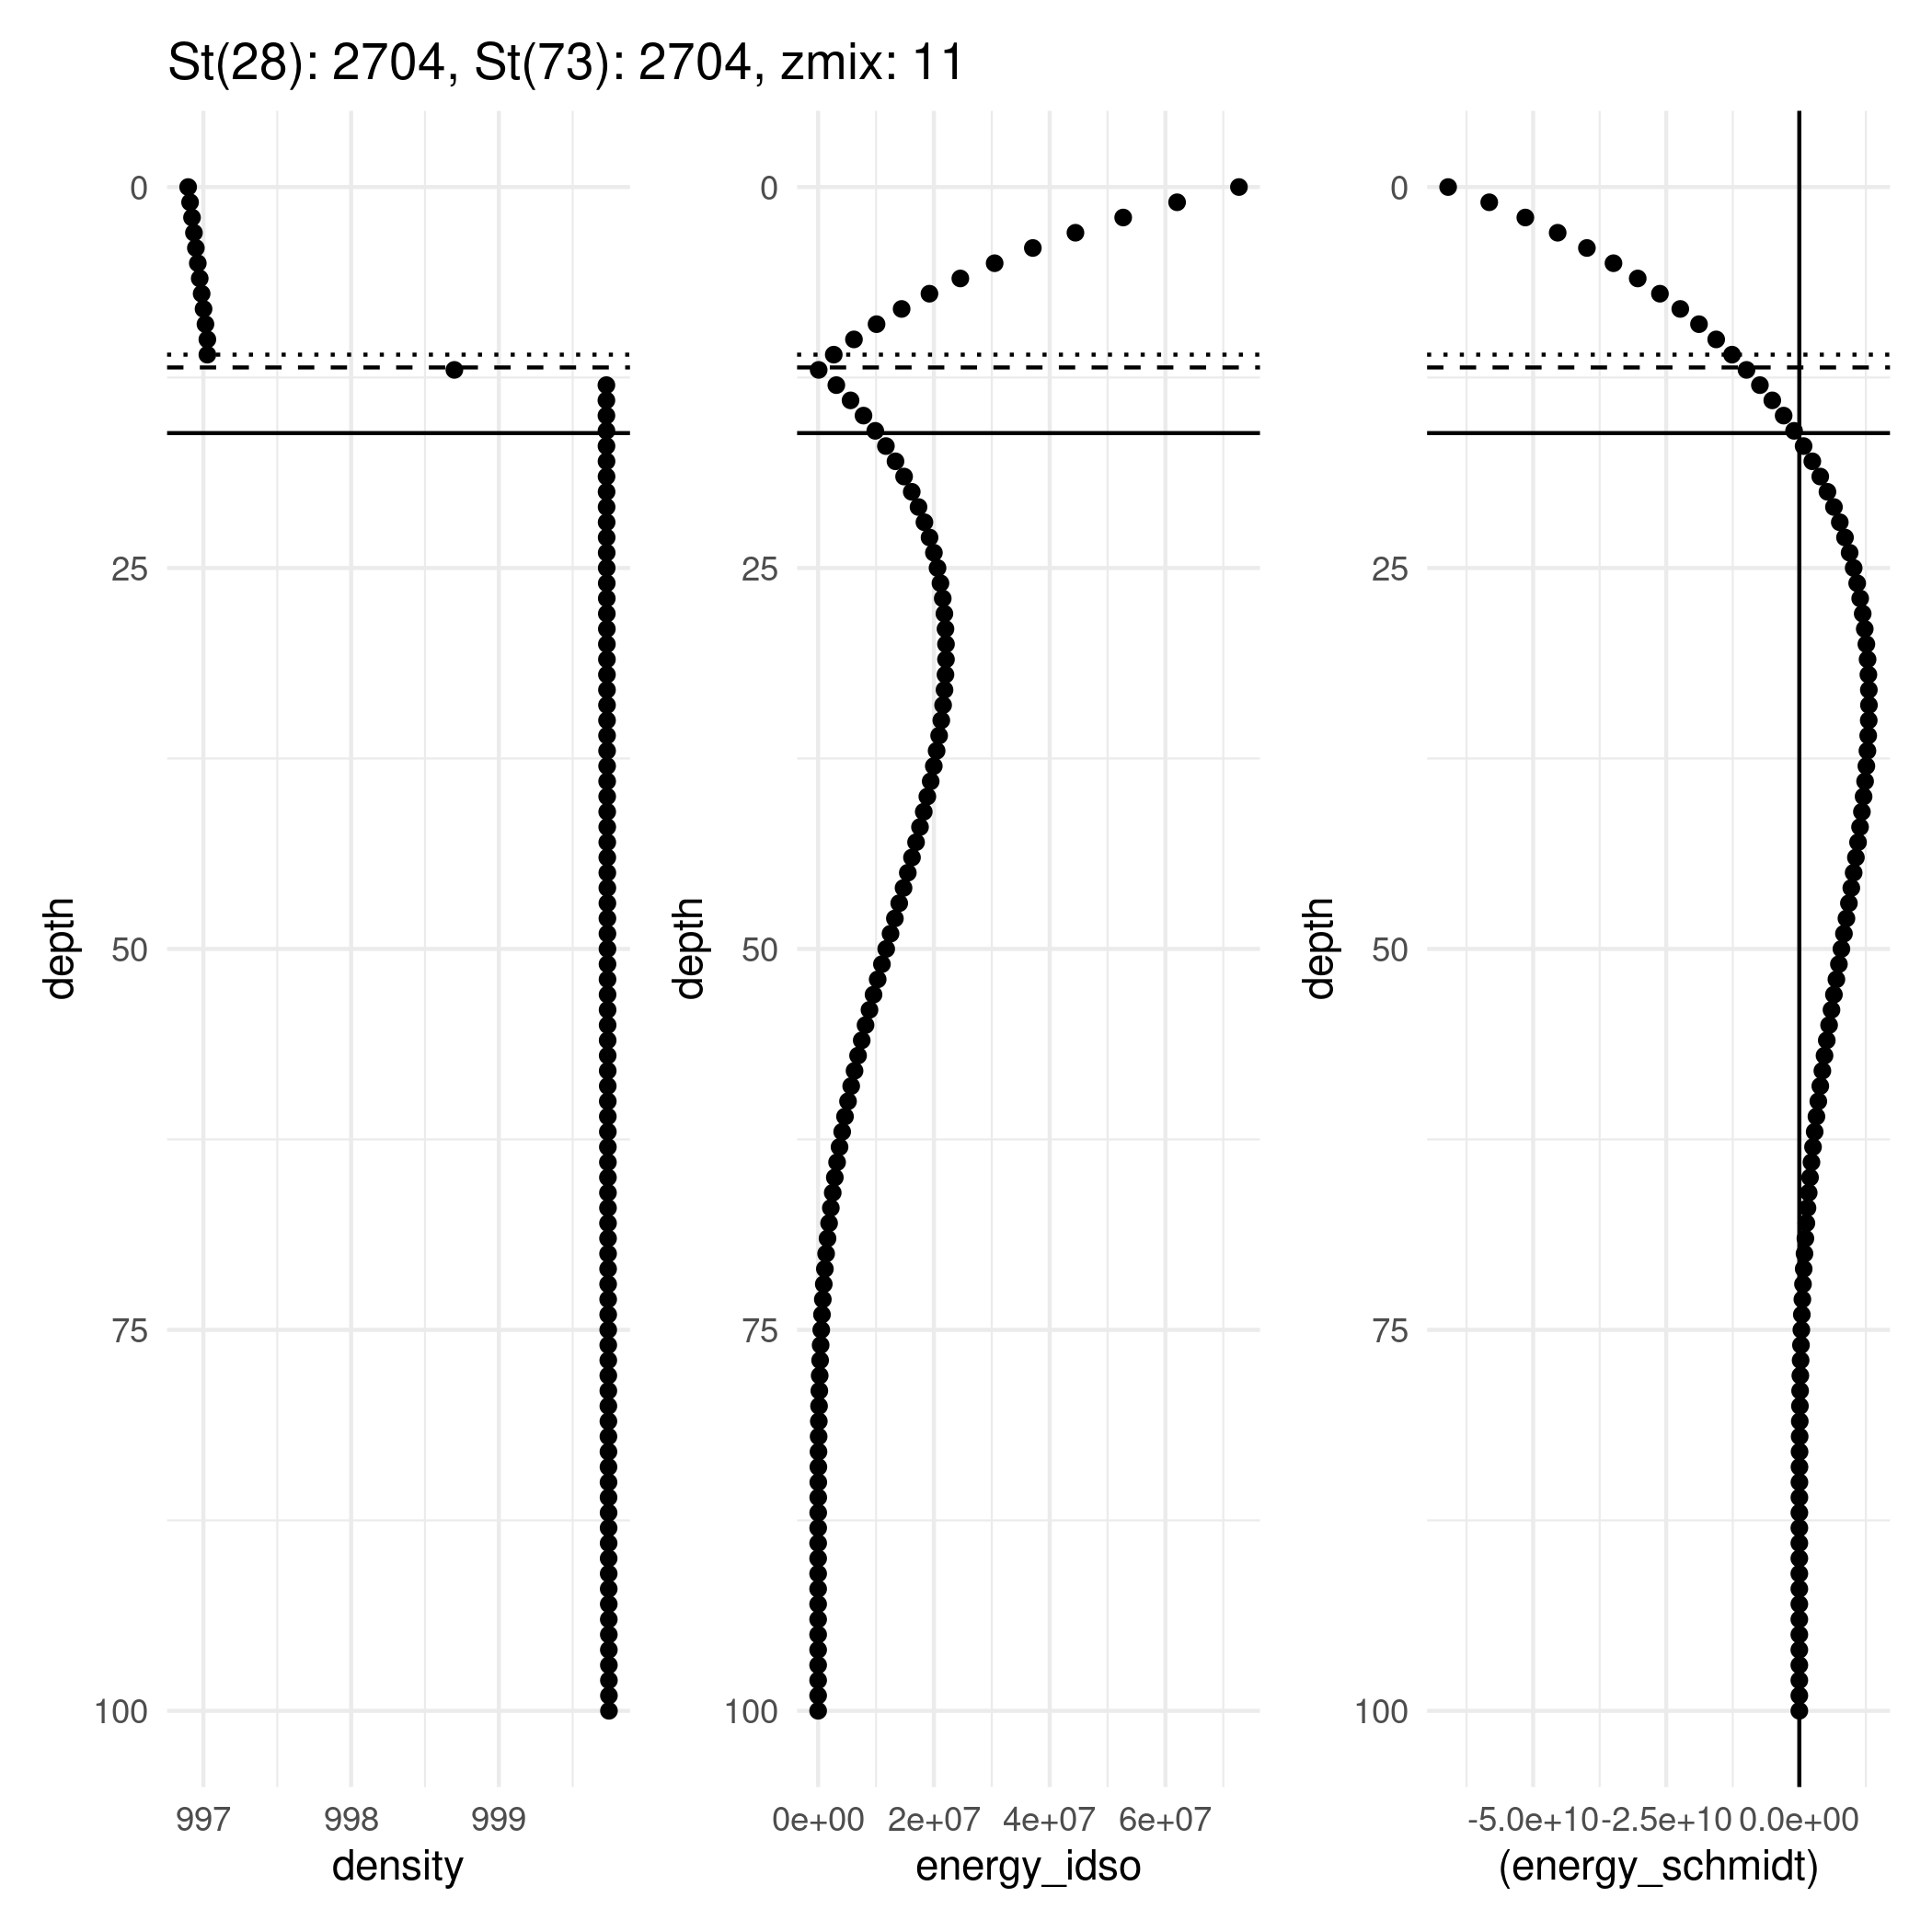 St(28): 2704, St(73): 2704, zmix: 11
0
25
50
75
100
depth
997 998 999
density
0
25
50
75
100
depth
0e+00 2e+07 4e+07 6e+07
energy_idso
0
25
50
75
100
depth
-5.0e+10 -2.5e+10 0.0e+00
(energy_schmidt)